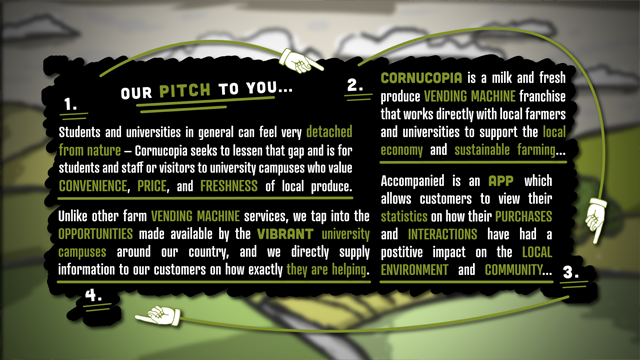 OUR PITCH TO YOU...
1.
Students and universities in general can feel very detached
from nature – Cornucopia seeks to lessen that gap and is for
students and staff or visitors to university campuses who value
CONVENIENCE, PRICE, and FRESHNESS of local produce.
2.
CORNUCOPIA is a milk and fresh
produce VENDING MACHINE franchise
that works directly with local farmers
and universities to support the local
economy and sustainable farming...
Accompanied is an APP which
allows customers to view their
statistics on how their PURCHASES
and INTERACTIONS have had a
postitive impact on the LOCAL
ENVIRONMENT and COMMUNITY...
3.
Unlike other farm VENDING MACHINE services, we tap into the
OPPORTUNITIES made available by the VIBRANT university
campuses around our country, and we directly supply
information to our customers on how exactly they are helping.
4.